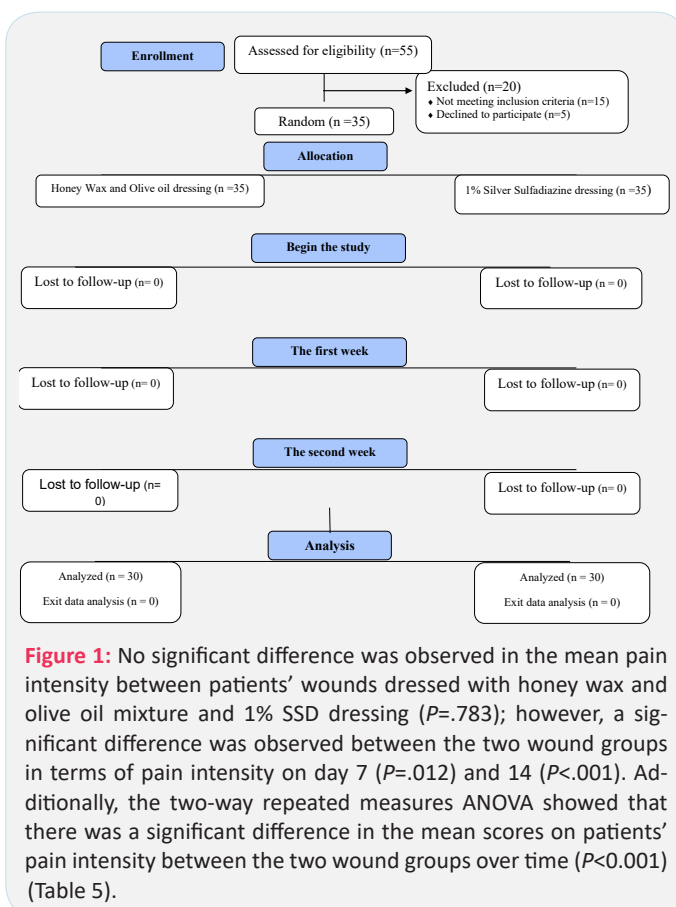 Enrollment
Assessed for eligibility (n=55)
Excluded (n=20)
♦ Not meeting inclusion criteria (n=15)
♦ Declined to participate (n=5)
Random (n =35)
Allocation
Honey Wax and Olive oil dressing (n =35)
1% Silver Sulfadiazine dressing (n =35)
Begin the study
Lost to follow-up (n= 0)
Lost to follow-up (n = 0)
The first week
Lost to follow-up (n= 0)
Lost to follow-up (n= 0)
The second week
Lost to follow-up (n=
0)
Lost to follow-up (n= 0)
Analysis
Analyzed (n = 30)
Exit data analysis (n = 0)
Analyzed (n = 30)
Exit data analysis (n = 0)
Figure 1: No significant difference was observed in the mean pain
intensity between patients’ wounds dressed with honey wax and
olive oil mixture and 1% SSD dressing (P=.783); however, a sig-
nificant difference was observed between the two wound groups
in terms of pain intensity on day 7 (P=.012) and 14 (P<.001). Ad-
ditionally, the two-way repeated measures ANOVA showed that
there was a significant difference in the mean scores on patients’
pain intensity between the two wound groups over time (P<0.001)
(Table 5).